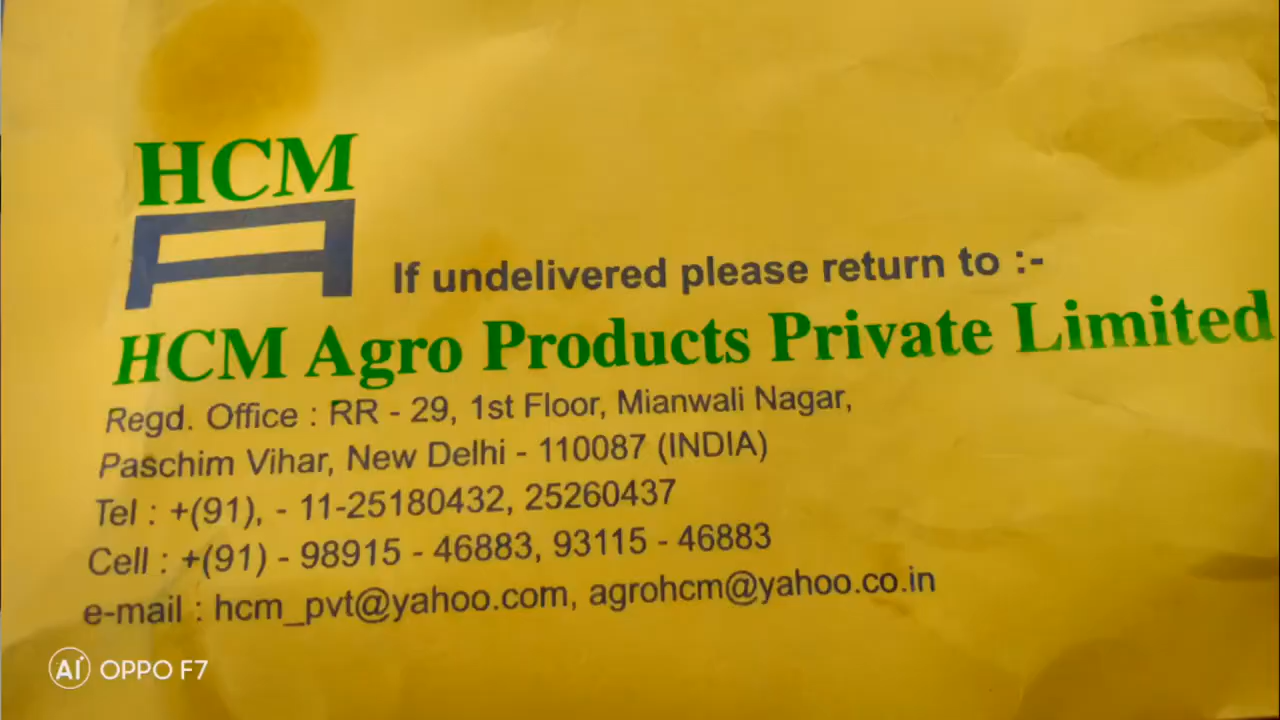 HCM
If undelivered please return to :-
HCM Agro Products Private Limited
Regd. Office : RR - 29, 1st Floor, Mianwali Nagar,
Paschim Vihar, New Delhi - 110087 (INDIA)
Tel : +(91), - 11-25180432, 25260437
Cell : +(91) - 98915 - 46883, 93115 - 46883
e-mail : hcm_pvt@yahoo.com, agrohcm@yahoo.co.in
AI OPPO F7